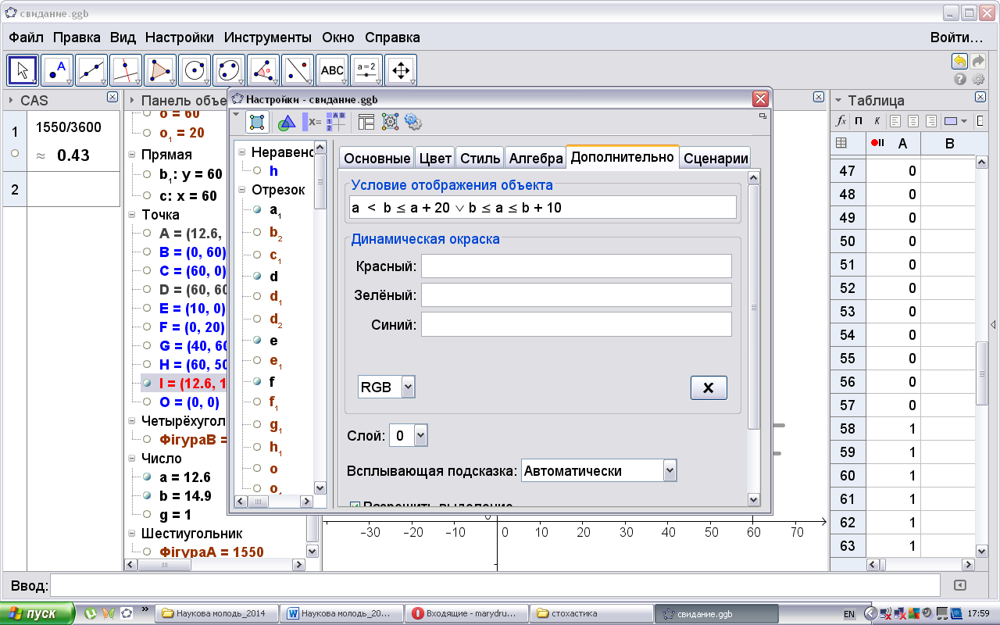 свидание.ggb
Файл Правка Вид Настройки Инструменты Окно Справка Войти...
ABC a=2
CAS
1 1550/3600
≈ 0.43
2
Панель объе
o = 60
o₁ = 20
Прямая
b₁: y = 60
c: x = 60
Точка
A = (12.6,
B = (0, 60)
C = (60, 0)
D = (60, 60
E = (10, 0)
F = (0, 20)
G = (40, 60
H = (60, 50
I = (12.6, 1
O = (0, 0)
Четырёхугол
ФігураB =
Число
a = 12.6
b = 14.9
g = 1
Шестиугольник
ФігураA = 1550
Настройки - свидание.ggb
Неравенс
h
Отрезок
a₁
b₂
c₁
d
d₁
d₂
e
e₁
f
f₁
g₁
h₁
o
o₁
Основные Цвет Стиль Алгебра Дополнительно Сценарии
Условие отображения объекта
a < b ≤ a + 20 ∨ b ≤ a ≤ b + 10
Динамическая окраска
Красный:
Зелёный:
Синий:
RGB X
Слой: 0
Всплывающая подсказка: Автоматически
Разрешить выделение
-30 -20 -10 0 10 20 30 40 50 60 70
Таблица
fx П К
A B
47 0
48 0
49 0
50 0
51 0
52 0
53 0
54 0
55 0
56 0
57 0
58 1
59 1
60 1
61 1
62 1
63 1
Ввод:
пуск Наукова молодь_2014 Наукова молодь_20... Входящие - marydru... стохастика свидание.ggb EN 17:59